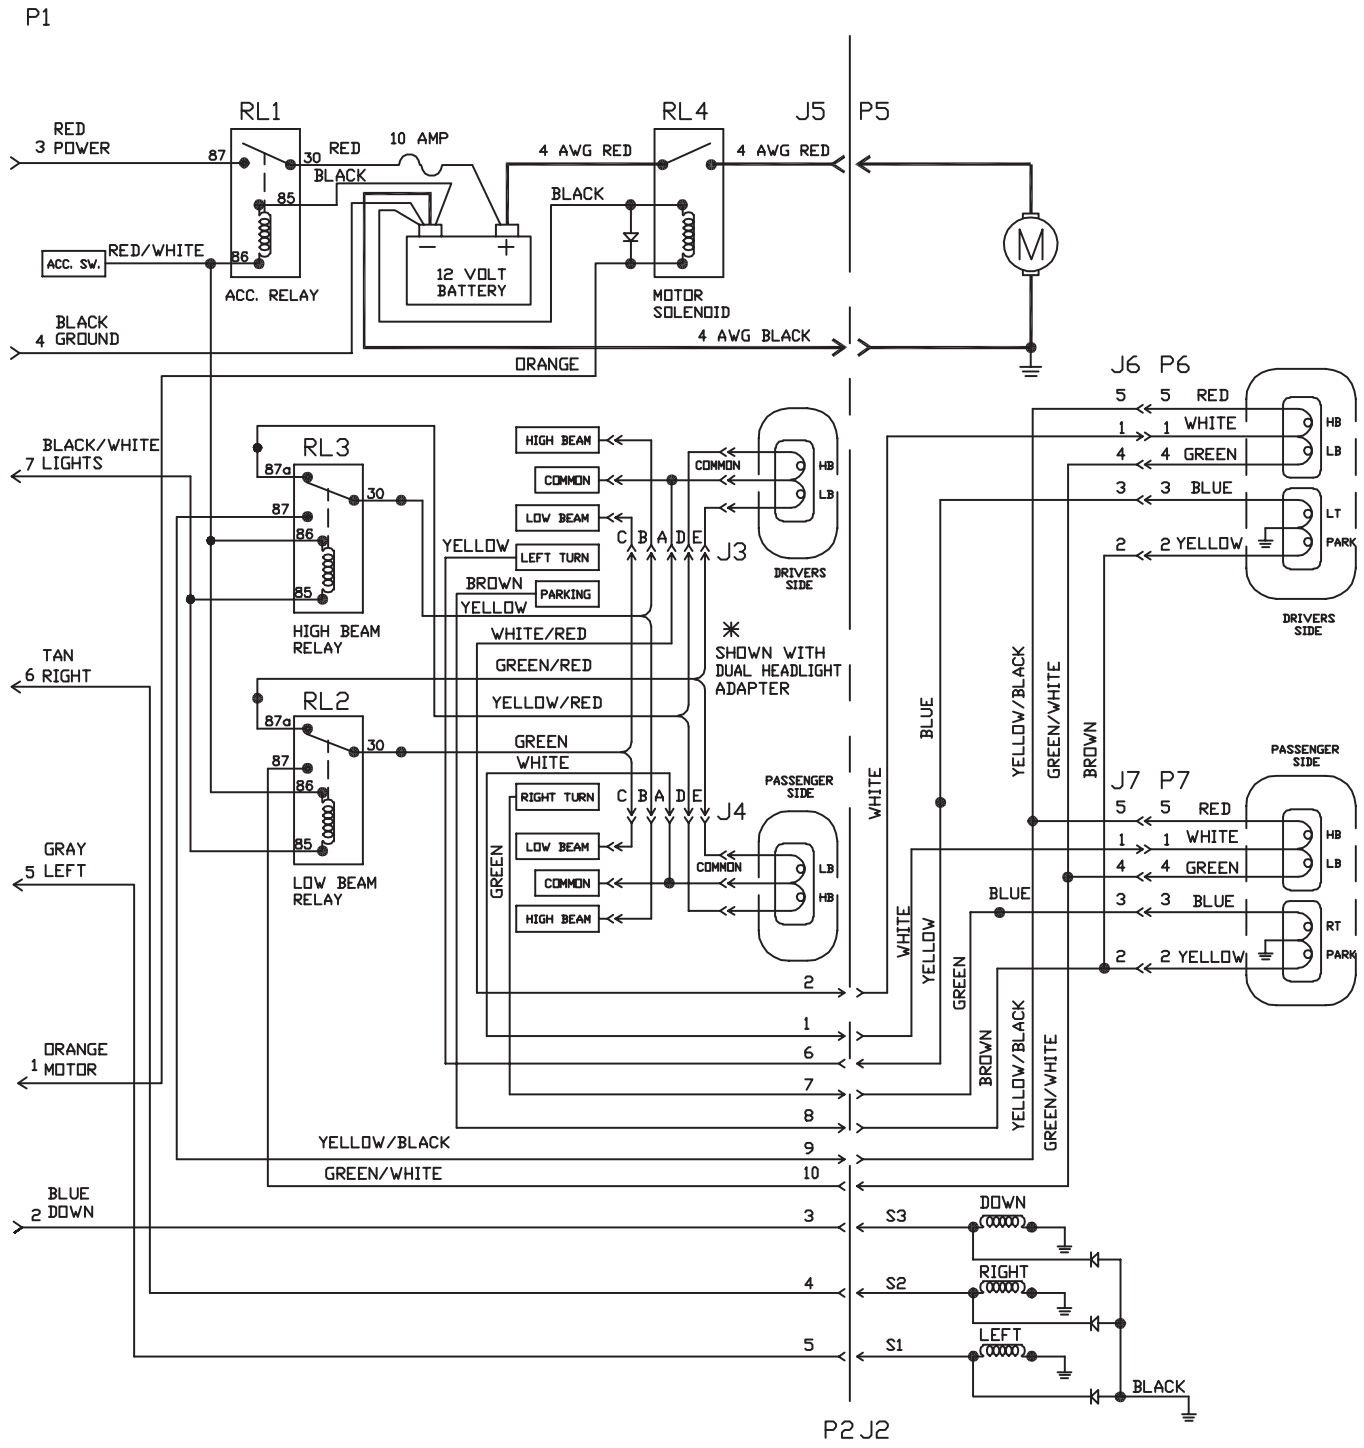 P1
RL1
RL4
J5
P5
RED
3 POWER
87
30
RED
10 AMP
BLACK
85
4 AWG RED
4 AWG RED
BLACK
ACC. SW.
RED/WHITE
86
−
+
12 VOLT
BATTERY
M
ACC. RELAY
MOTOR
SOLENOID
BLACK
4 GROUND
4 AWG BLACK
ORANGE
J6
P6
5
5
RED
1
1
WHITE
HB
4
4
GREEN
LB
3
3
BLUE
LT
2
2
YELLOW
PARK
DRIVERS
SIDE
BLACK/WHITE
7 LIGHTS
RL3
87a
30
87
86
85
HIGH BEAM
RELAY
HIGH BEAM
COMMON
LOW BEAM
COMMON
HB
LB
C B A D E
J3
DRIVERS
SIDE
YELLOW
LEFT TURN
BROWN
PARKING
YELLOW
WHITE/RED
GREEN/RED
YELLOW/RED
GREEN
WHITE
SHOWN WITH
DUAL HEADLIGHT
ADAPTER
TAN
6 RIGHT
RL2
87a
30
87
86
85
LOW BEAM
RELAY
RIGHT TURN
C B A D E
J4
PASSENGER
SIDE
LOW BEAM
COMMON
HIGH BEAM
COMMON
LB
HB
GREEN
WHITE
BLUE
YELLOW/BLACK
GREEN/WHITE
BROWN
PASSENGER
SIDE
J7
P7
5
5
RED
1
1
WHITE
HB
4
4
GREEN
LB
BLUE
3
3
BLUE
RT
2
2
YELLOW
PARK
GRAY
5 LEFT
WHITE
YELLOW
GREEN
BROWN
YELLOW/BLACK
GREEN/WHITE
2
1
6
7
8
9
10
ORANGE
1 MOTOR
YELLOW/BLACK
GREEN/WHITE
BLUE
2 DOWN
3
S3
DOWN
4
S2
RIGHT
5
S1
LEFT
BLACK
P2
J2